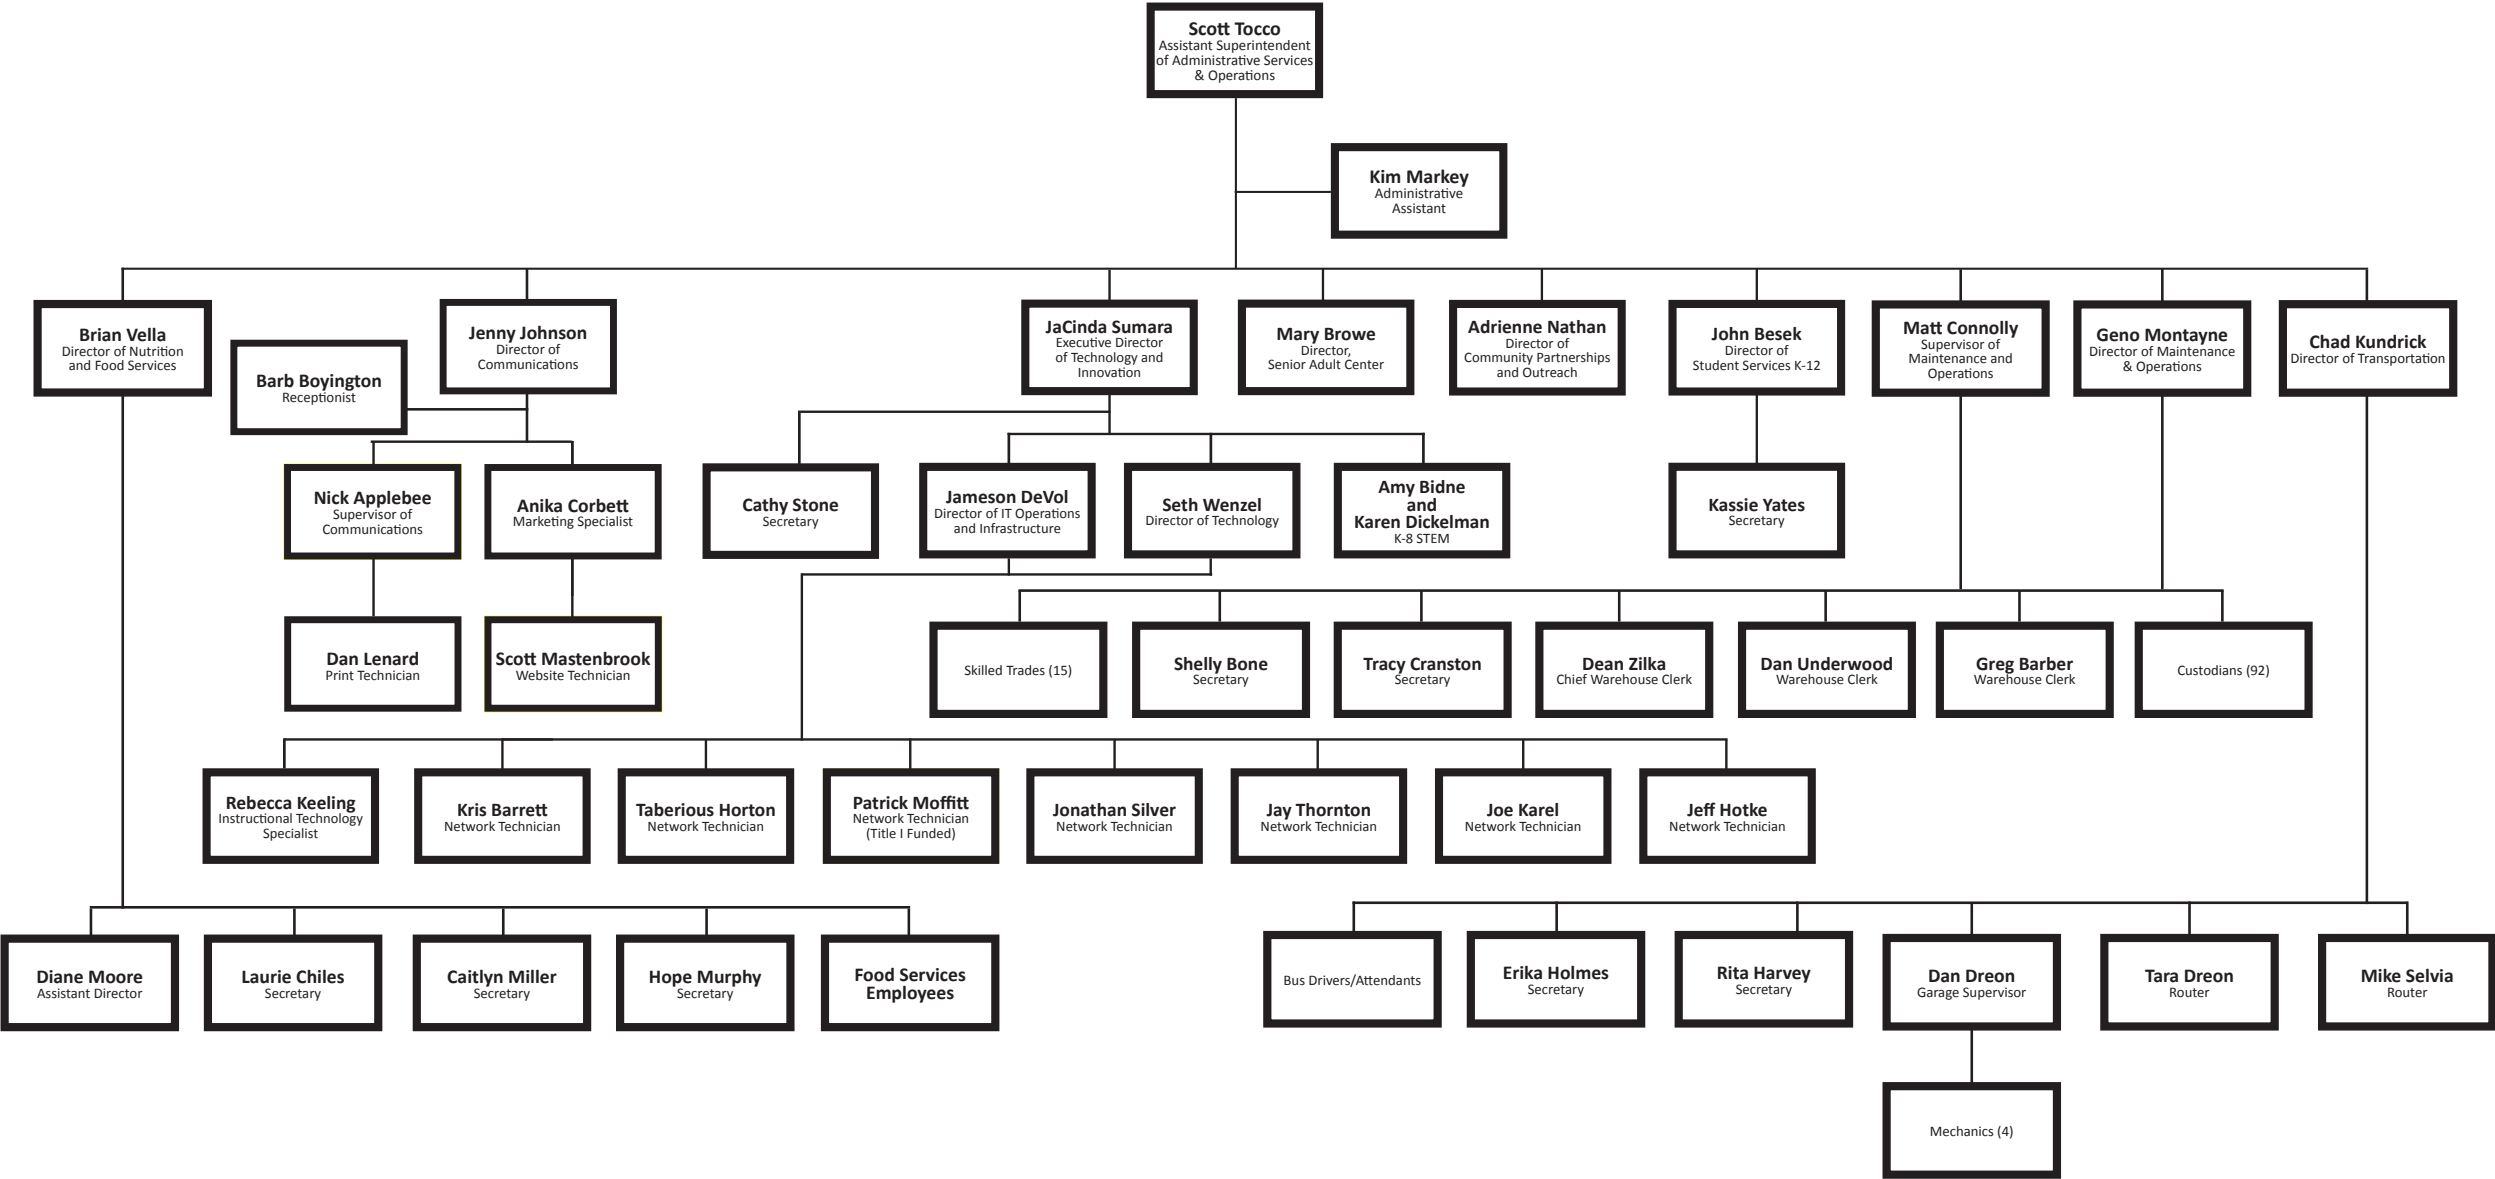 Scott Tocco
Assistant Superintendent
of Administrative Services
& Operations
Kim Markey
Administrative
Assistant
Brian Vella
Director of Nutrition
and Food Services
Barb Boyington
Receptionist
Jenny Johnson
Director of
Communications
JaCinda Sumara
Executive Director
of Technology and
Innovation
Mary Browe
Director,
Senior Adult Center
Adrienne Nathan
Director of
Community Partnerships
and Outreach
John Besek
Director of
Student Services K-12
Matt Connolly
Supervisor of
Maintenance and
Operations
Geno Montayne
Director of Maintenance
& Operations
Chad Kundrick
Director of Transportation
Nick Applebee
Supervisor of
Communications
Anika Corbett
Marketing Specialist
Cathy Stone
Secretary
Jameson DeVol
Director of IT Operations
and Infrastructure
Seth Wenzel
Director of Technology
Amy Bidne
and
Karen Dickelman
K-8 STEM
Kassie Yates
Secretary
Dan Lenard
Print Technician
Scott Mastenbrook
Website Technician
Skilled Trades (15)
Shelly Bone
Secretary
Tracy Cranston
Secretary
Dean Zilka
Chief Warehouse Clerk
Dan Underwood
Warehouse Clerk
Greg Barber
Warehouse Clerk
Custodians (92)
Rebecca Keeling
Instructional Technology
Specialist
Kris Barrett
Network Technician
Taberious Horton
Network Technician
Patrick Moffitt
Network Technician
(Title I Funded)
Jonathan Silver
Network Technician
Jay Thornton
Network Technician
Joe Karel
Network Technician
Jeff Hotke
Network Technician
Diane Moore
Assistant Director
Laurie Chiles
Secretary
Caitlyn Miller
Secretary
Hope Murphy
Secretary
Food Services
Employees
Bus Drivers/Attendants
Erika Holmes
Secretary
Rita Harvey
Secretary
Dan Dreon
Garage Supervisor
Tara Dreon
Router
Mike Selvia
Router
Mechanics (4)